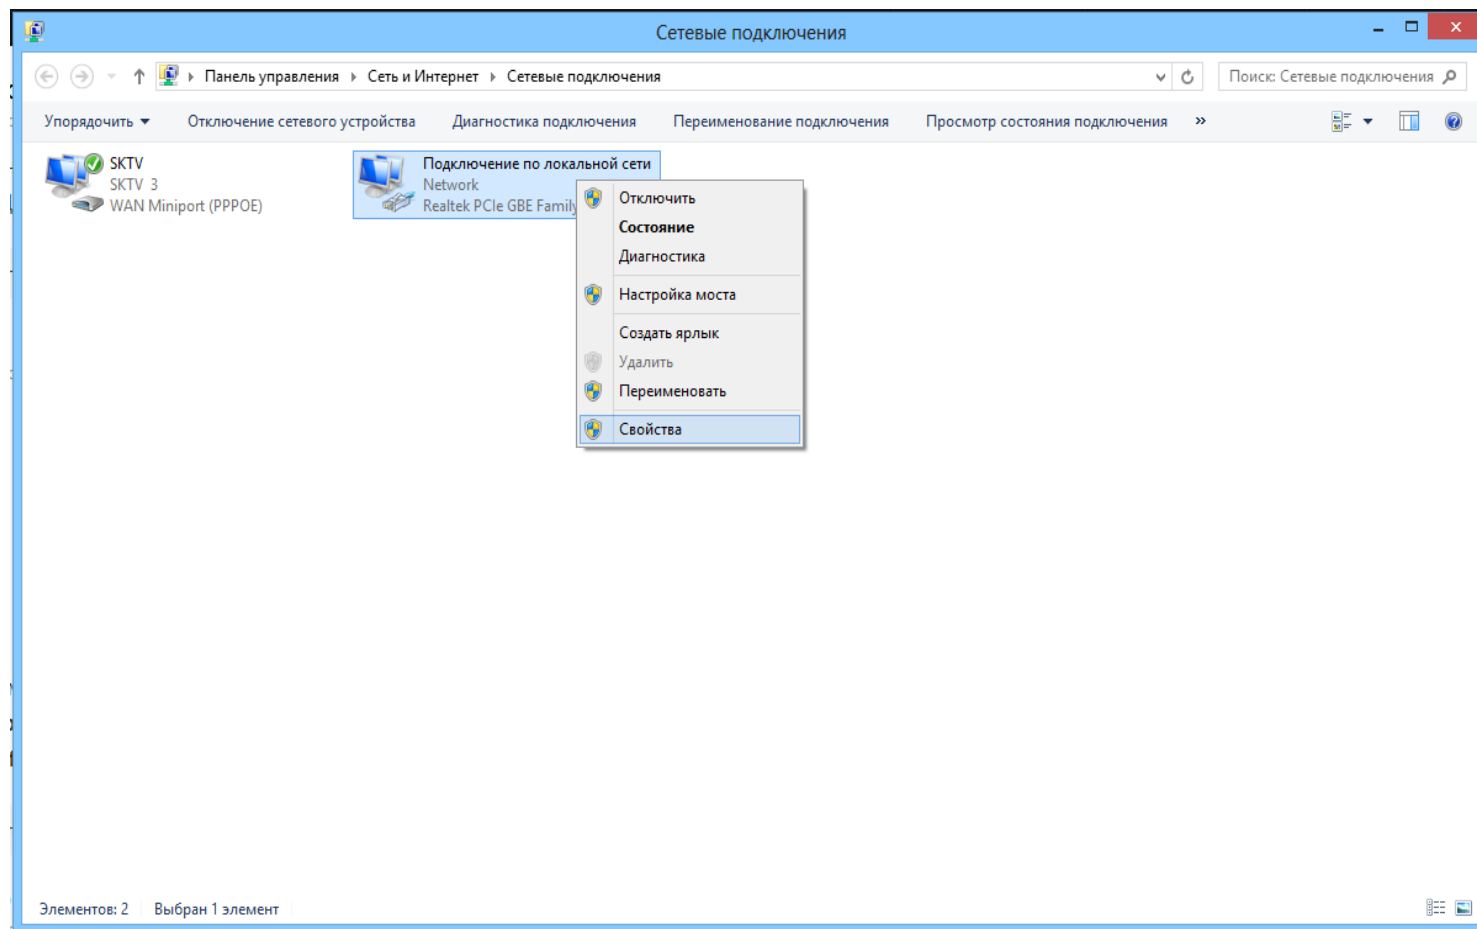 Сетевые подключения
Панель управления Сеть и Интернет Сетевые подключения
Поиск: Сетевые подключения
Упорядочить Отключение сетевого устройства Диагностика подключения Переименование подключения Просмотр состояния подключения »
SKTV
SKTV 3
WAN Miniport (PPPOE)
Подключение по локальной сети
Network
Realtek PCIe GBE Family
Отключить
Состояние
Диагностика
Настройка моста
Создать ярлык
Удалить
Переименовать
Свойства
Элементов: 2 Выбран 1 элемент